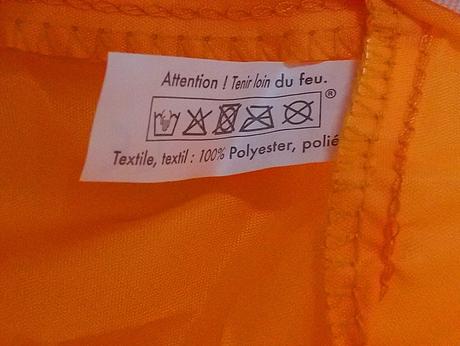 Attention ! Tenir loin du feu.
®
Textile, textil : 100% Polyester, polié